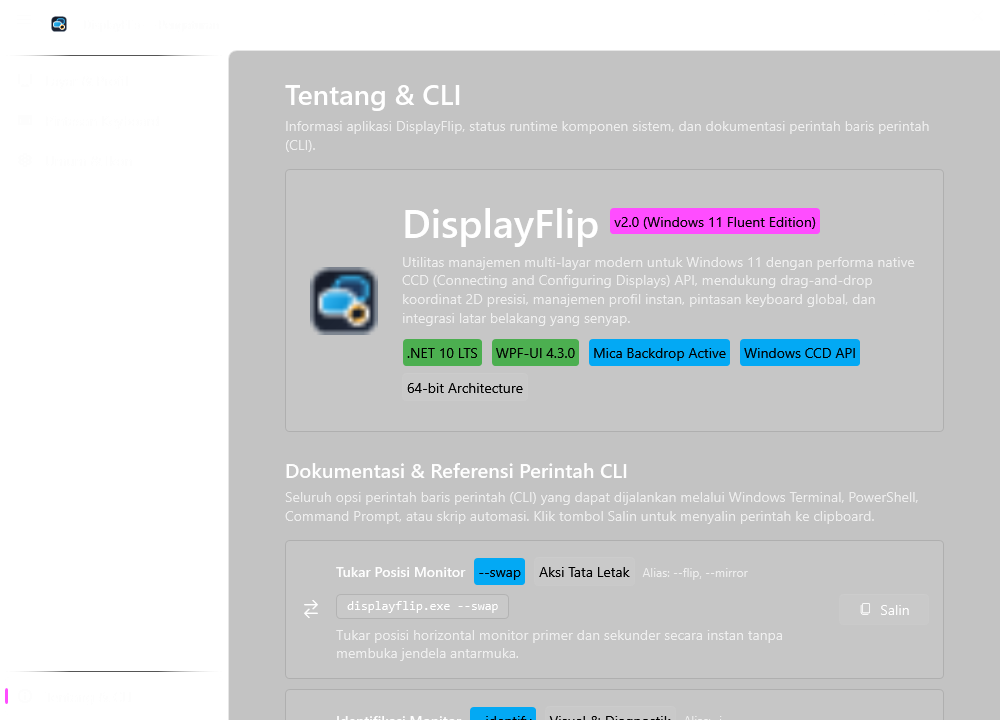 Tentang & CLI
Informasi aplikasi DisplayFlip, status runtime komponen sistem, dan dokumentasi perintah baris perintah
(CLI).
DisplayFlip v2.0 (Windows 11 Fluent Edition)
Utilitas manajemen multi-layar modern untuk Windows 11 dengan performa native
CCD (Connecting and Configuring Displays) API, mendukung drag-and-drop
koordinat 2D presisi, manajemen profil instan, pintasan keyboard global, dan
integrasi latar belakang yang senyap.
.NET 10 LTS WPF-UI 4.3.0 Mica Backdrop Active Windows CCD API
64-bit Architecture
Dokumentasi & Referensi Perintah CLI
Seluruh opsi perintah baris perintah (CLI) yang dapat dijalankan melalui Windows Terminal, PowerShell,
Command Prompt, atau skrip automasi. Klik tombol Salin untuk menyalin perintah ke clipboard.
Tukar Posisi Monitor --swap Aksi Tata Letak Alias: --flip, --mirror
displayflip.exe --swap
Salin
Tukar posisi horizontal monitor primer dan sekunder secara instan tanpa
membuka jendela antarmuka.
Identifikasi Monitor --identify Visual & Diagnostik Alias: -i